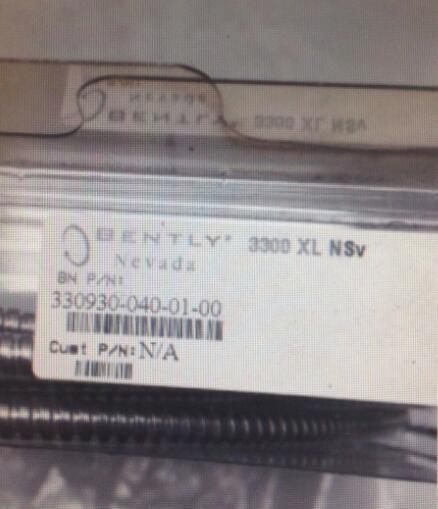 BENTLY® 3300 XL NSv
Nevada
BN P/N:
330930-040-01-00
Cust P/N: N/A